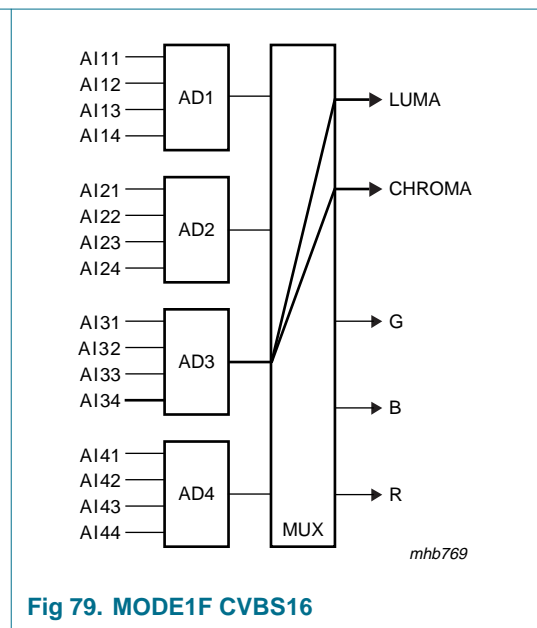 AI11
AI12
AI13
AI14
AD1
AI21
AI22
AI23
AI24
AD2
AI31
AI32
AI33
AI34
AD3
AI41
AI42
AI43
AI44
AD4
MUX
LUMA
CHROMA
G
B
R
mhb769
Fig 79. MODE1F CVBS16